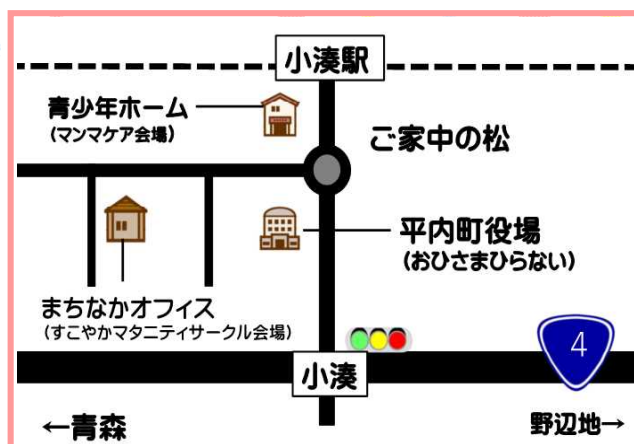 小湊駅
青少年ホーム
(マンマケア会場)
ご家中の松
平内町役場
(おひさまひらない)
まちなかオフィス
(すこやかマタニティサークル会場)
4
小湊
←青森
野辺地→